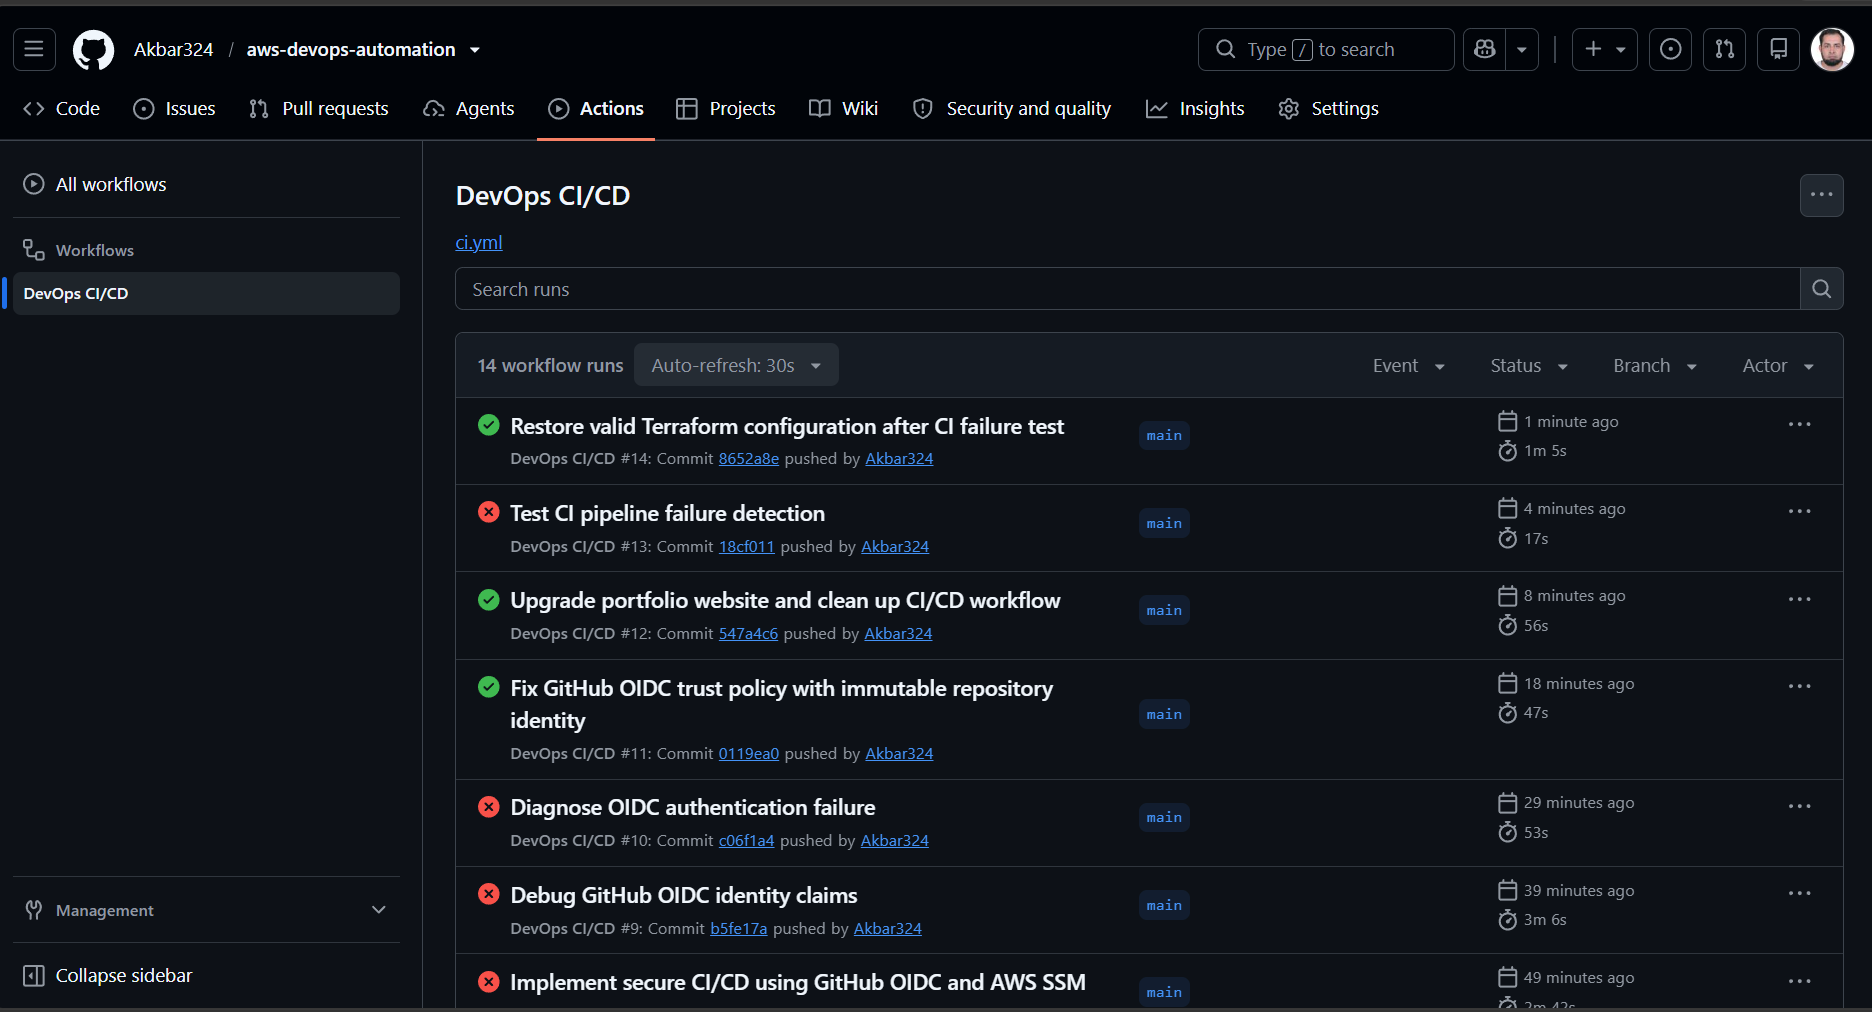 Akbar324 / aws-devops-automation
Type / to search
Code
Issues
Pull requests
Agents
Actions
Projects
Wiki
Security and quality
Insights
Settings
All workflows
Workflows
DevOps CI/CD
Management
Collapse sidebar
DevOps CI/CD
ci.yml
Search runs
14 workflow runs
Auto-refresh: 30s
Event
Status
Branch
Actor
Restore valid Terraform configuration after CI failure test
DevOps CI/CD #14: Commit 8652a8e pushed by Akbar324
main
1 minute ago
1m 5s
Test CI pipeline failure detection
DevOps CI/CD #13: Commit 18cf011 pushed by Akbar324
main
4 minutes ago
17s
Upgrade portfolio website and clean up CI/CD workflow
DevOps CI/CD #12: Commit 547a4c6 pushed by Akbar324
main
8 minutes ago
56s
Fix GitHub OIDC trust policy with immutable repository
identity
DevOps CI/CD #11: Commit 0119ea0 pushed by Akbar324
main
18 minutes ago
47s
Diagnose OIDC authentication failure
DevOps CI/CD #10: Commit c06f1a4 pushed by Akbar324
main
29 minutes ago
53s
Debug GitHub OIDC identity claims
DevOps CI/CD #9: Commit b5fe17a pushed by Akbar324
main
39 minutes ago
3m 6s
Implement secure CI/CD using GitHub OIDC and AWS SSM
main
49 minutes ago